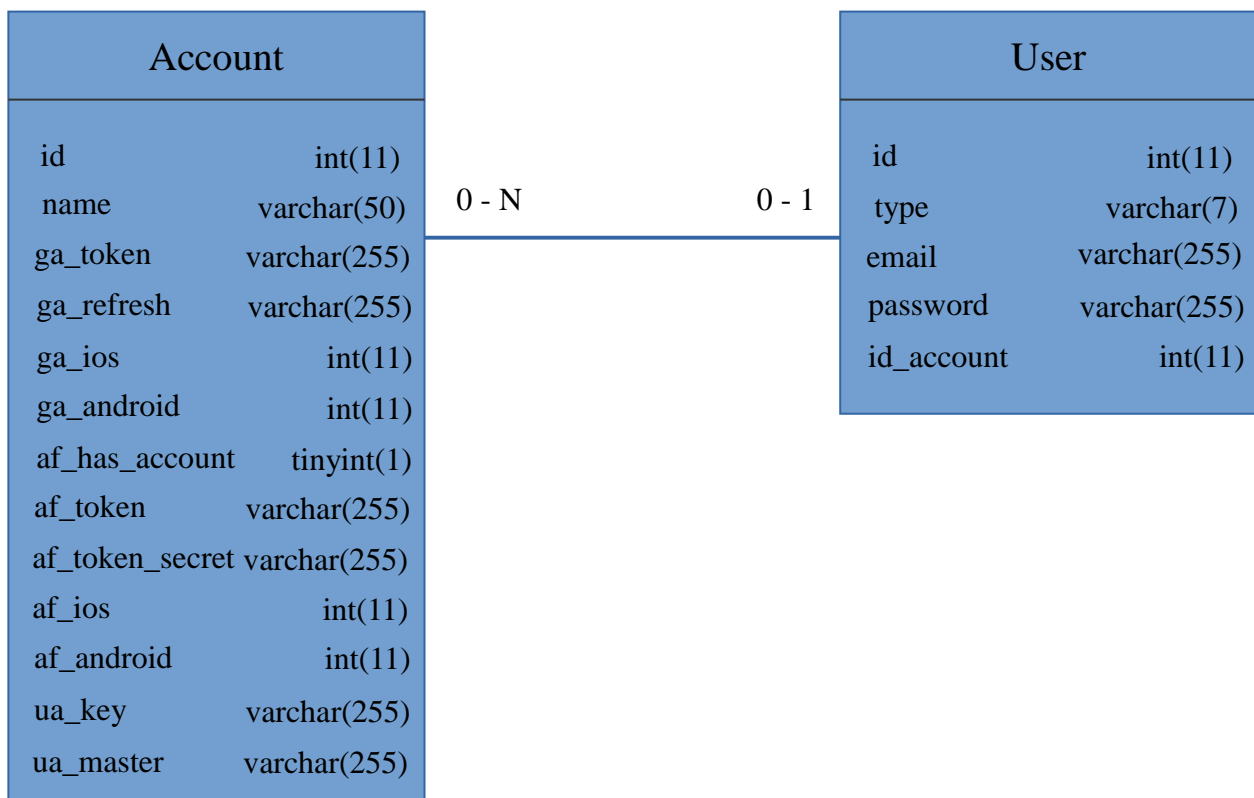 Account
id int(11)
name varchar(50)
ga_token varchar(255)
ga_refresh varchar(255)
ga_ios int(11)
ga_android int(11)
af_has_account tinyint(1)
af_token varchar(255)
af_token_secret varchar(255)
af_ios int(11)
af_android int(11)
ua_key varchar(255)
ua_master varchar(255)
0 - N
0 - 1
User
id int(11)
type varchar(7)
email varchar(255)
password varchar(255)
id_account int(11)